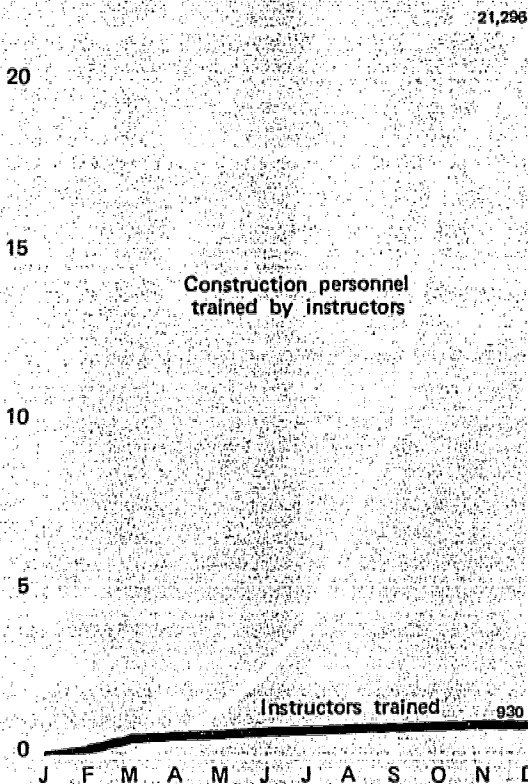 21,296
20
15
Construction personnel
trained by instructors
10
5
Instructors trained
930
0
J F M A M J J A S O N